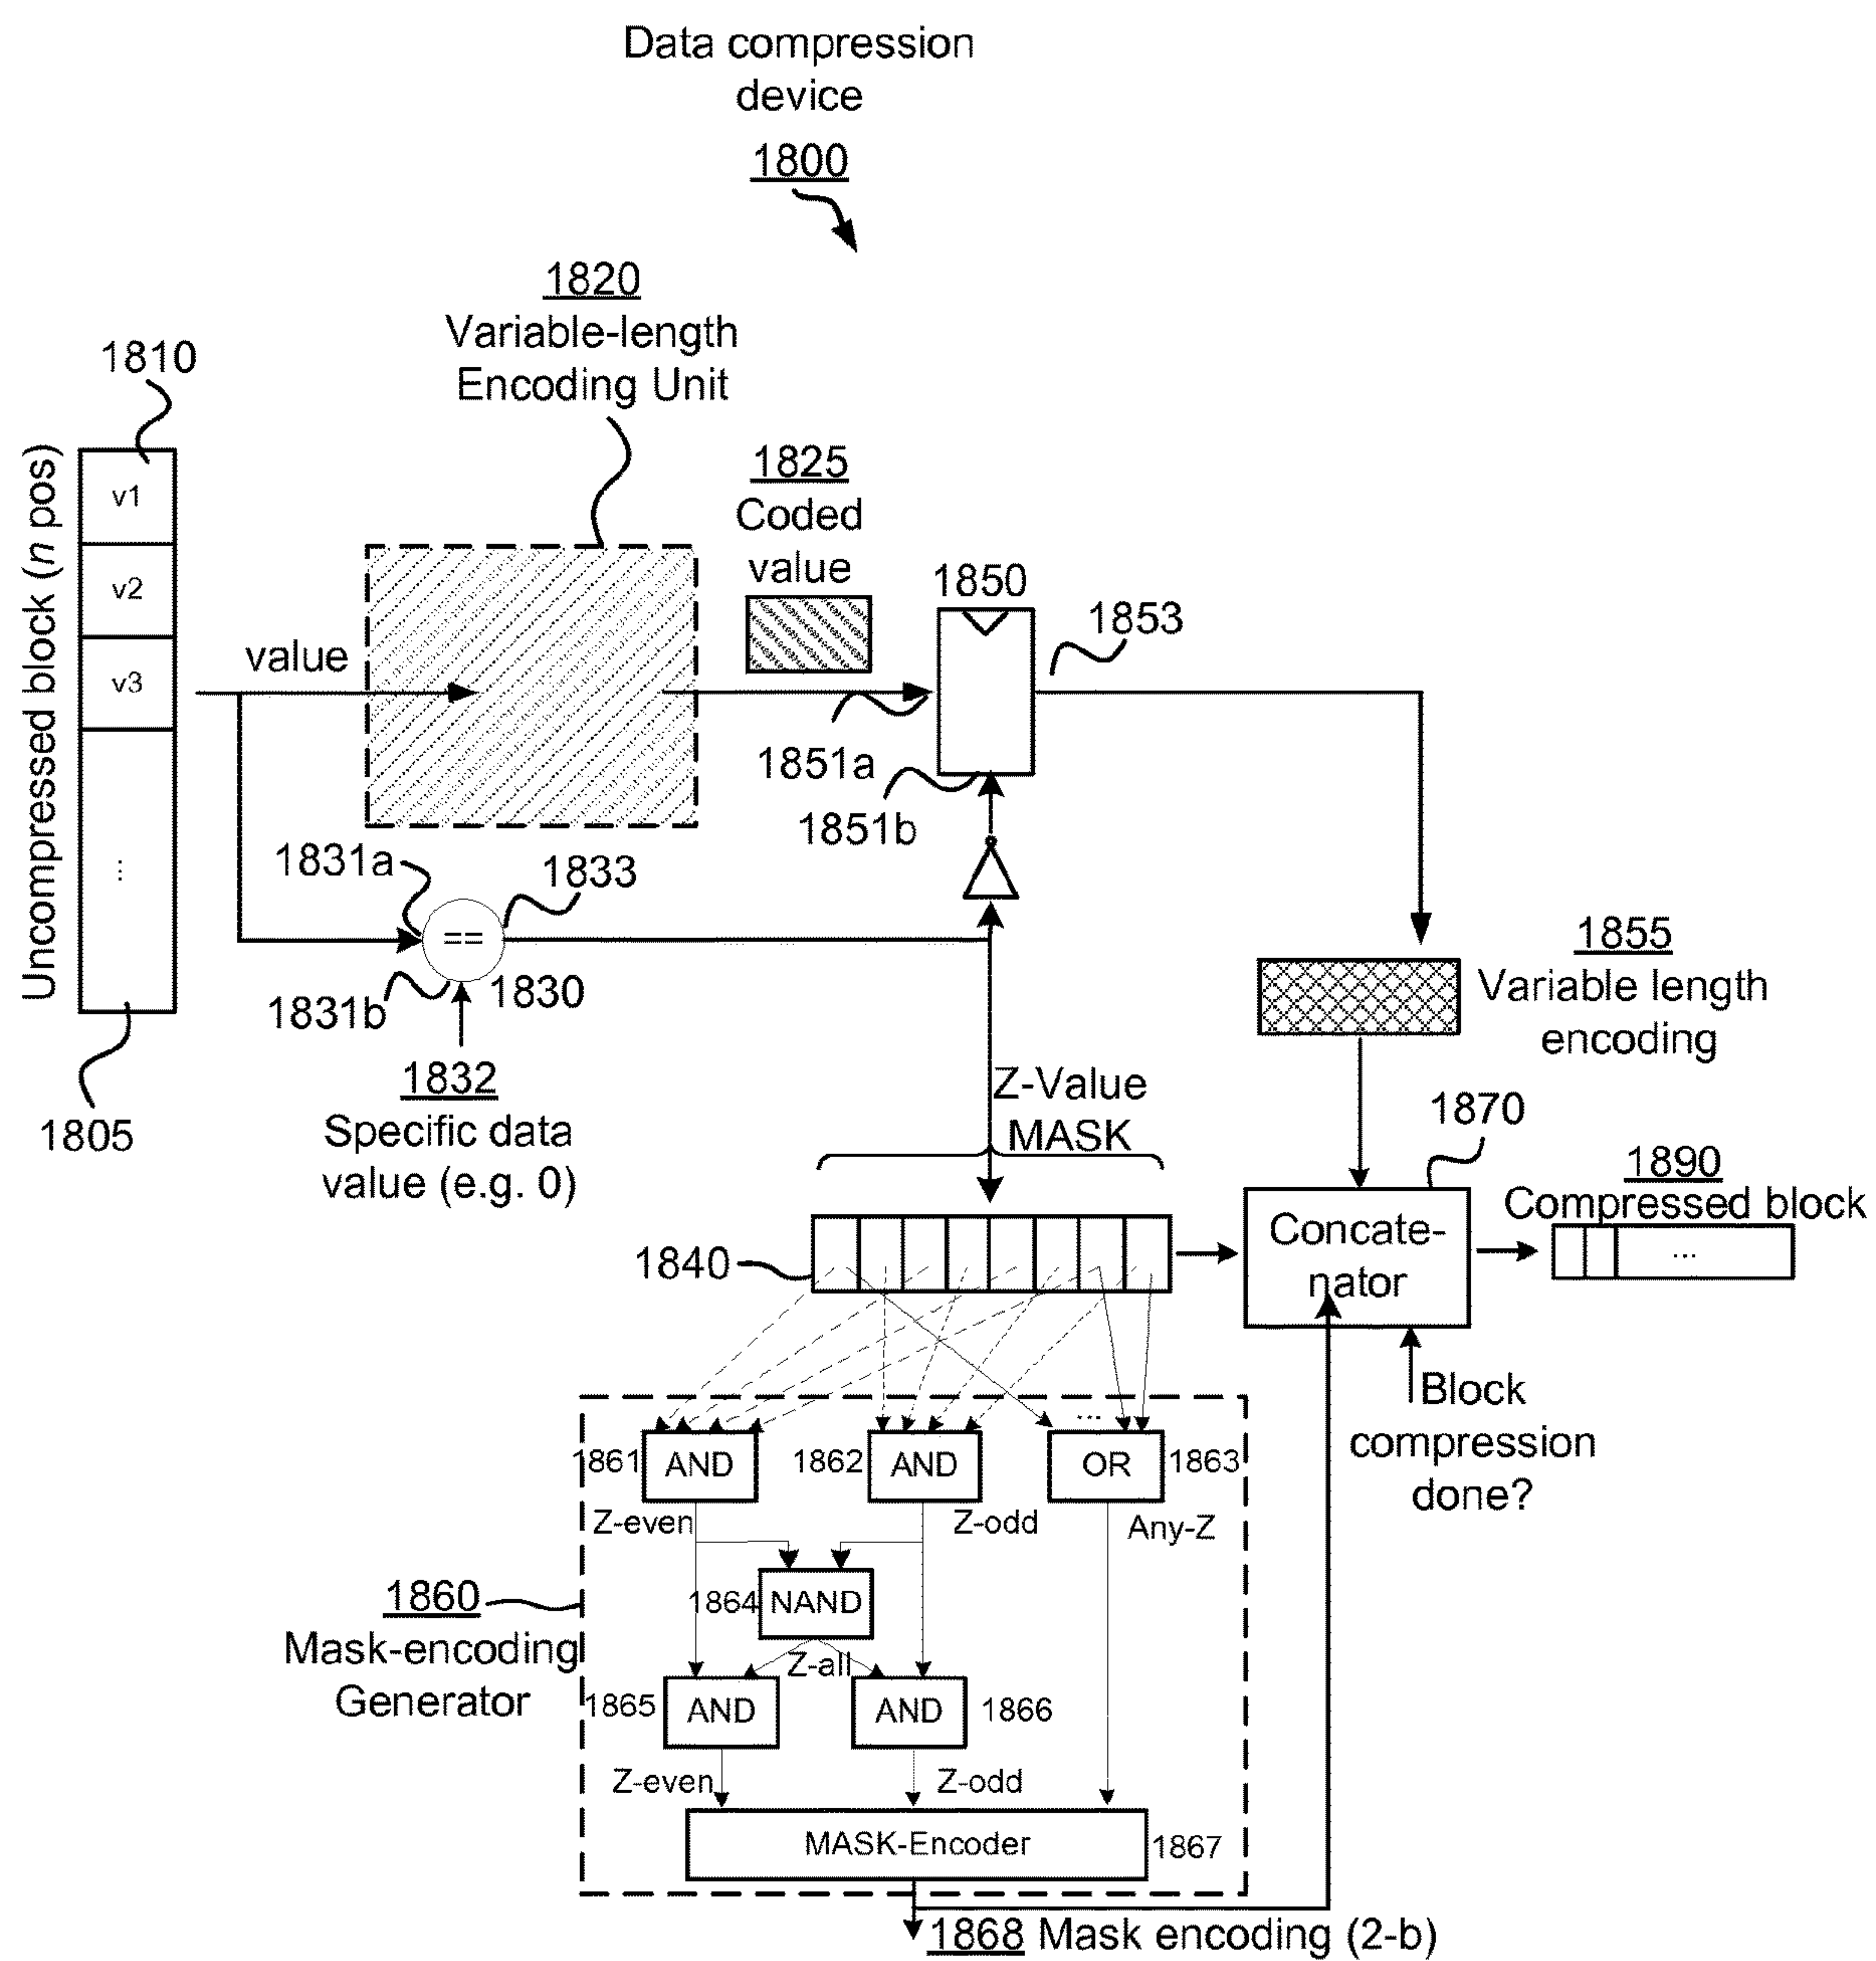 Data compression
device
1800
1820
Variable-length
Encoding Unit
1810
Uncompressed block (n pos)
v1
v2
v3
...
1805
value
1825
Coded
value
1850
1853
1851a
1851b
1831a
1833
==
1830
1831b
1832
Specific data
value (e.g. 0)
1855
Variable length
encoding
Z-Value
MASK
1840
1870
Concate-
nator
1890
Compressed block
...
Block
compression
done?
...
1861
AND
1862
AND
OR
1863
Z-even
Z-odd
Any-Z
1864
NAND
Z-all
1860
Mask-encoding
Generator
1865
AND
AND
1866
Z-even
Z-odd
MASK-Encoder
1867
1868 Mask encoding (2-b)